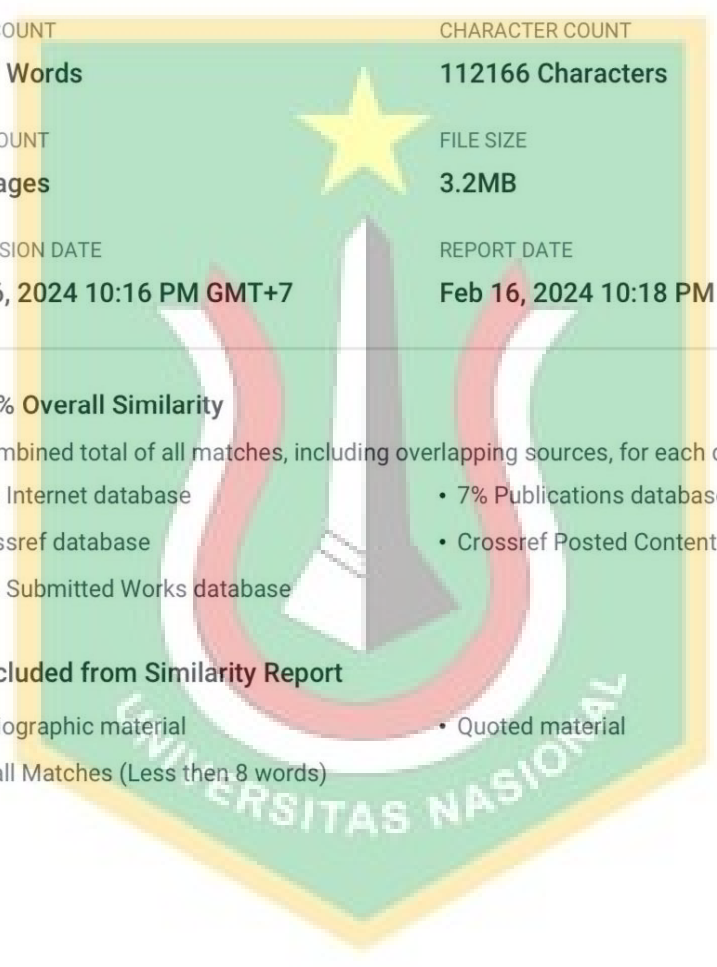 OUNT CHARACTER COUNT
Words 112166 Characters
OUNT FILE SIZE
ages 3.2MB
SION DATE REPORT DATE
, 2024 10:16 PM GMT+7 Feb 16, 2024 10:18 PM
% Overall Similarity
mbined total of all matches, including overlapping sources, for each
Internet database • 7% Publications databas
ssref database • Crossref Posted Content
Submitted Works database
cluded from Similarity Report
iographic material • Quoted material
all Matches (Less then 8 words)
UNIVERSITAS NASIONAL